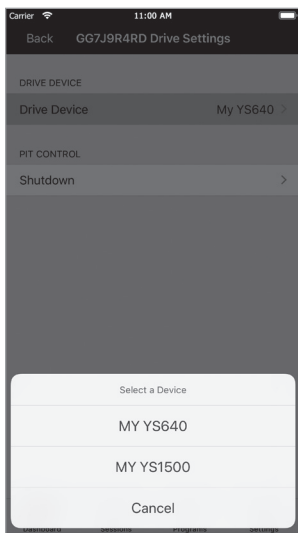 Carrier 11:00 AM
Back GG7J9R4RD Drive Settings
DRIVE DEVICE
Drive Device My YS640
PIT CONTROL
Shutdown
Select a Device
MY YS640
MY YS1500
Cancel
Dashboard Sessions Programs Settings